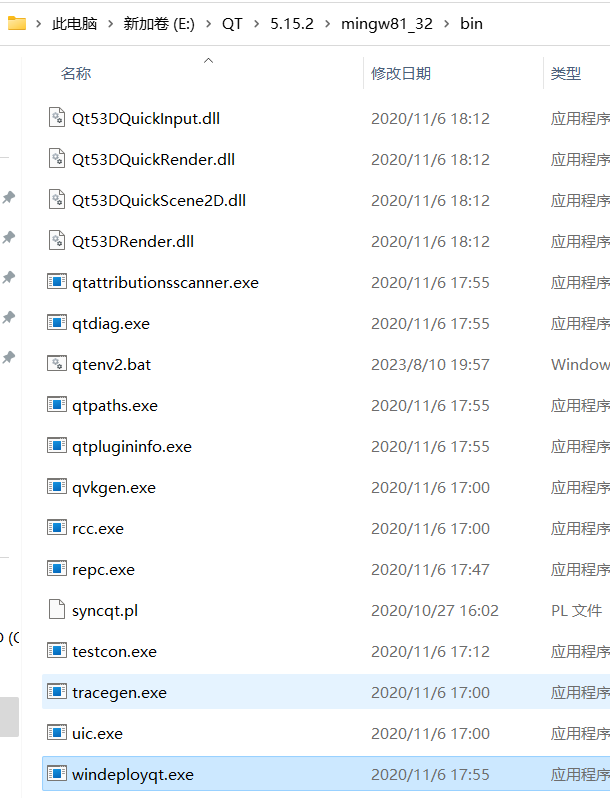 此电脑 > 新加卷 (E:) > QT > 5.15.2 > mingw81_32 > bin
名称 修改日期 类型
Qt53DQuickInput.dll 2020/11/6 18:12 应用程序
Qt53DQuickRender.dll 2020/11/6 18:12 应用程序
Qt53DQuickScene2D.dll 2020/11/6 18:12 应用程序
Qt53DRender.dll 2020/11/6 18:12 应用程序
qtattributionsscanner.exe 2020/11/6 17:55 应用程序
qtdiag.exe 2020/11/6 17:55 应用程序
qtenv2.bat 2023/8/10 19:57 Window
qtpaths.exe 2020/11/6 17:55 应用程序
qtplugininfo.exe 2020/11/6 17:55 应用程序
qvkgen.exe 2020/11/6 17:00 应用程序
rcc.exe 2020/11/6 17:00 应用程序
repc.exe 2020/11/6 17:47 应用程序
syncqt.pl 2020/10/27 16:02 PL 文件
testcon.exe 2020/11/6 17:12 应用程序
tracegen.exe 2020/11/6 17:00 应用程序
uic.exe 2020/11/6 17:00 应用程序
windeployqt.exe 2020/11/6 17:55 应用程序